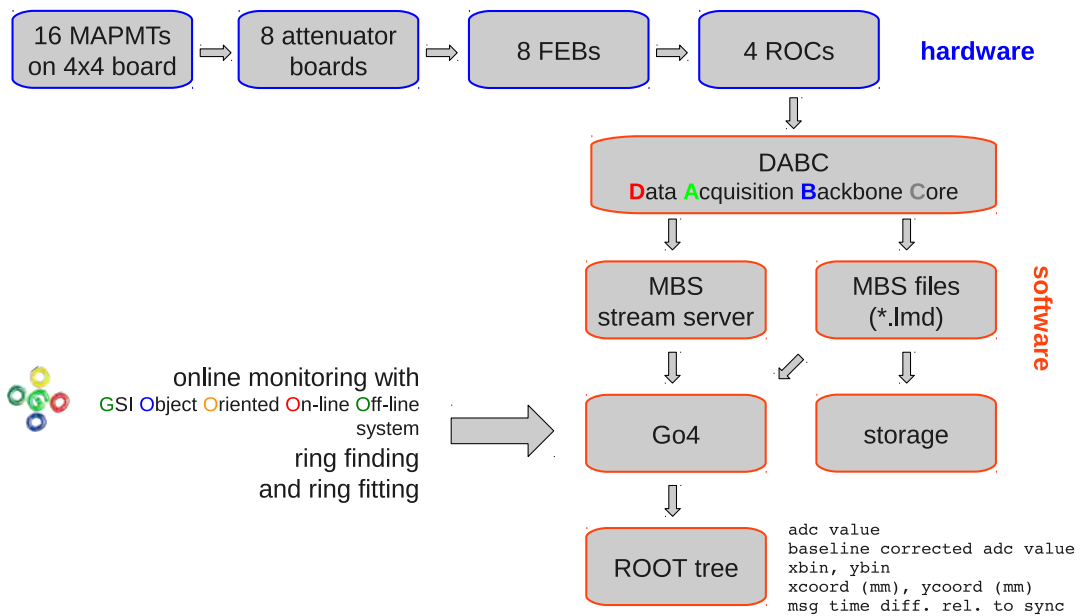 16 MAPMTs
on 4x4 board
8 attenuator
boards
8 FEBs
4 ROCs
hardware
DABC
Data Acquisition Backbone Core
MBS
stream server
MBS files
(*.lmd)
software
online monitoring with
GSI Object Oriented On-line Off-line
system
ring finding
and ring fitting
Go4
storage
ROOT tree
adc value
baseline corrected adc value
xbin, ybin
xcoord (mm), ycoord (mm)
msg time diff. rel. to sync